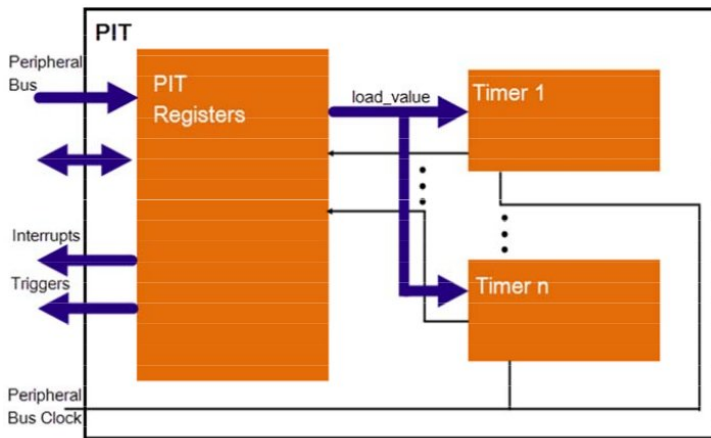 PIT
Peripheral
Bus
PIT
Registers
load_value
Timer 1
Interrupts
Triggers
Timer n
Peripheral
Bus Clock